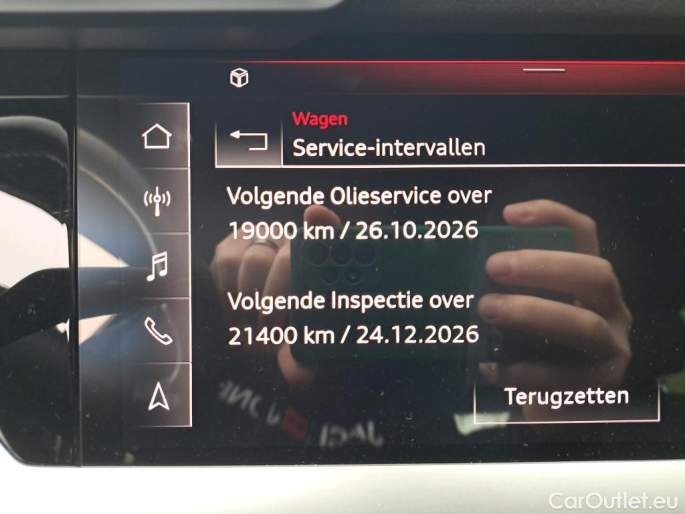 Wagen
Service-intervallen
Volgende Olieservice over
19000 km / 26.10.2026
Volgende Inspectie over
21400 km / 24.12.2026
Terugzetten
CarOutlet.eu